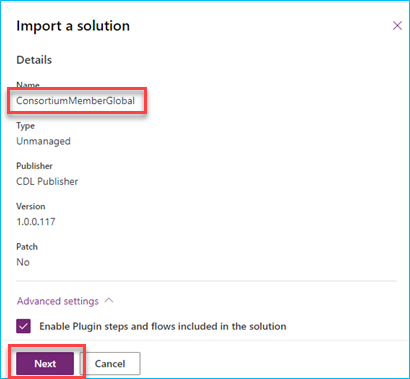 Import a solution
Details
Name
ConsortiumMemberGlobal
Type
Unmanaged
Publisher
CDL Publisher
Version
1.0.0.117
Patch
No
Advanced settings
Enable Plugin steps and flows included in the solution
Next Cancel